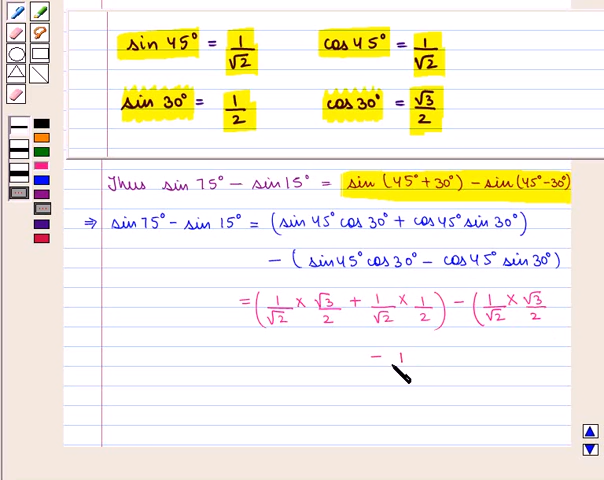 sin 45° = 1/√2 cos 45° = 1/√2
sin 30° = 1/2 cos 30° = √3/2
Thus sin 75° - sin 15° = sin (45° + 30°) - sin (45° - 30°)
⇒ sin 75° - sin 15° = (sin 45° cos 30° + cos 45° sin 30°)
- (sin 45° cos 30° - cos 45° sin 30°)
= (1/√2 × √3/2 + 1/√2 × 1/2) - (1/√2 × √3/2
- 1